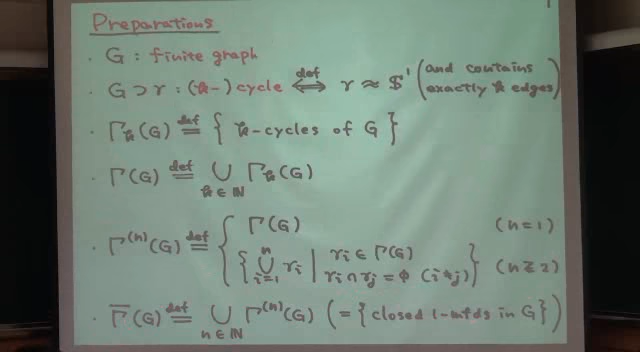 Preparations
· G : finite graph
· G ⊃ γ : (k-) cycle ⟺def γ ≈ 𝕊¹ (and contains exactly k edges)
· Γk(G) =def { k-cycles of G }
· Γ(G) =def ∪k∈ℕ Γk(G)
· Γ(n)(G) =def { Γ(G) (n=1)
{ ∪i=1n γi | γi ∈ Γ(G) γi ∩ γj = φ (i≠j) } (n≧2)
· Γ̄(G) =def ∪n∈ℕ Γ(n)(G) (= { closed 1-mfds in G })